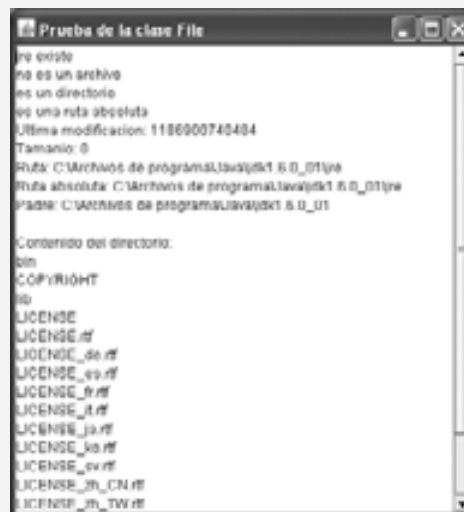 Prueba de la clase File
jre existe
no es un archivo
es un directorio
es una ruta absoluta
Ultima modificacion: 1186900740484
Tamanio: 0
Ruta: C:\Archivos de programa\Java\jdk1.6.0_01\jre
Ruta absoluta: C:\Archivos de programa\Java\jdk1.6.0_01\jre
Padre: C:\Archivos de programa\Java\jdk1.6.0_01
Contenido del directorio:
bin
COPYRIGHT
lib
LICENSE
LICENSE.rtf
LICENSE_de.rtf
LICENSE_es.rtf
LICENSE_fr.rtf
LICENSE_it.rtf
LICENSE_ja.rtf
LICENSE_ko.rtf
LICENSE_sv.rtf
LICENSE_zh_CN.rtf
LICENSE_zh_TW.rtf